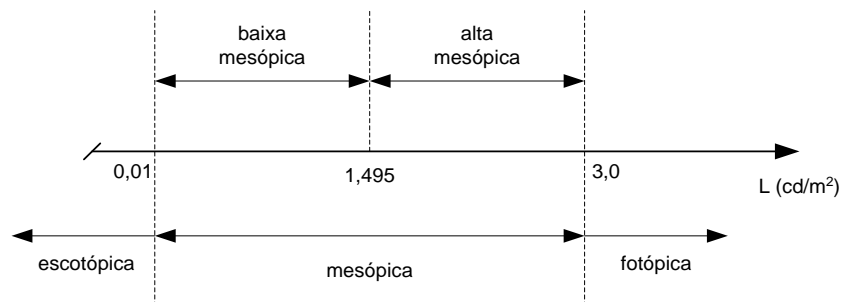 baixa
mesópica
alta
mesópica
0,01
1,495
3,0
L (cd/m²)
escotópica
mesópica
fotópica